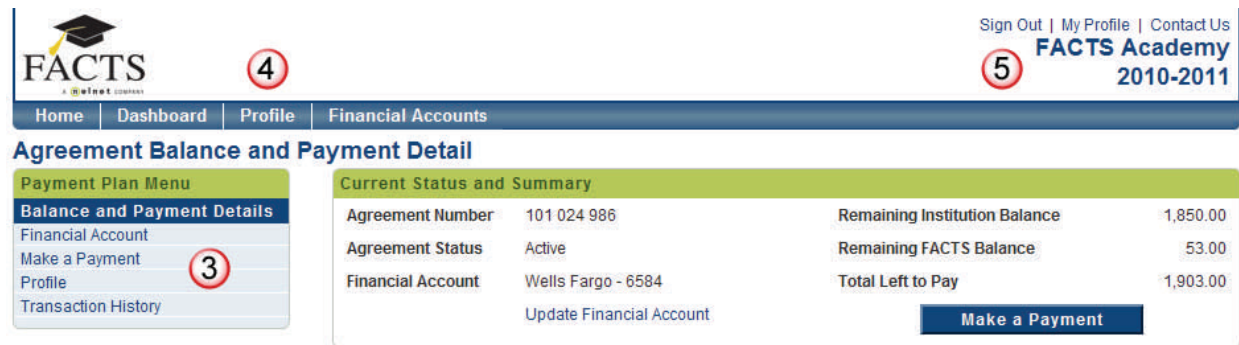 Sign Out | My Profile | Contact Us
FACTS
A nelnet COMPANY
4
5
FACTS Academy
2010-2011
Home Dashboard Profile Financial Accounts
Agreement Balance and Payment Detail
Payment Plan Menu
Balance and Payment Details
Financial Account
Make a Payment
Profile
Transaction History
3
Current Status and Summary
Agreement Number 101 024 986 Remaining Institution Balance 1,850.00
Agreement Status Active Remaining FACTS Balance 53.00
Financial Account Wells Fargo - 6584 Total Left to Pay 1,903.00
Update Financial Account Make a Payment